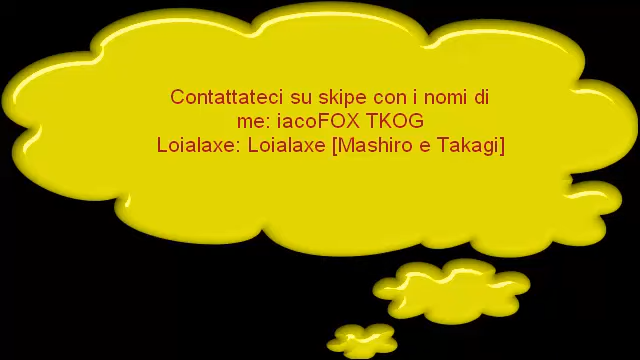 Contattateci su skipe con i nomi di
me: iacoFOX TKOG
Loialaxe: Loialaxe [Mashiro e Takagi]